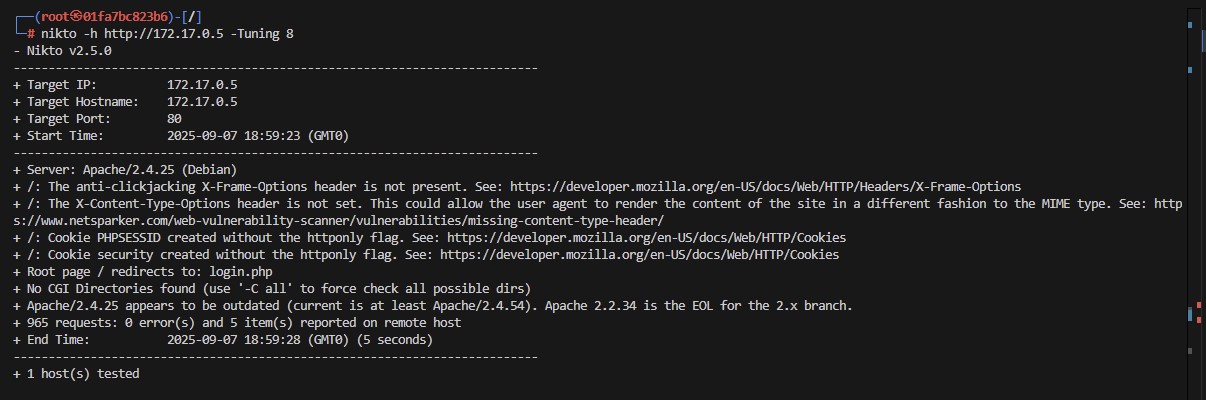 ┌──(root㉿01fa7bc823b6)-[/]
└─# nikto -h http://172.17.0.5 -Tuning 8
- Nikto v2.5.0
---------------------------------------------------------------------------
+ Target IP:          172.17.0.5
+ Target Hostname:    172.17.0.5
+ Target Port:        80
+ Start Time:         2025-09-07 18:59:23 (GMT0)
---------------------------------------------------------------------------
+ Server: Apache/2.4.25 (Debian)
+ /: The anti-clickjacking X-Frame-Options header is not present. See: https://developer.mozilla.org/en-US/docs/Web/HTTP/Headers/X-Frame-Options
+ /: The X-Content-Type-Options header is not set. This could allow the user agent to render the content of the site in a different fashion to the MIME type. See: http
s://www.netsparker.com/web-vulnerability-scanner/vulnerabilities/missing-content-type-header/
+ /: Cookie PHPSESSID created without the httponly flag. See: https://developer.mozilla.org/en-US/docs/Web/HTTP/Cookies
+ /: Cookie security created without the httponly flag. See: https://developer.mozilla.org/en-US/docs/Web/HTTP/Cookies
+ Root page / redirects to: login.php
+ No CGI Directories found (use '-C all' to force check all possible dirs)
+ Apache/2.4.25 appears to be outdated (current is at least Apache/2.4.54). Apache 2.2.34 is the EOL for the 2.x branch.
+ 965 requests: 0 error(s) and 5 item(s) reported on remote host
+ End Time:           2025-09-07 18:59:28 (GMT0) (5 seconds)
---------------------------------------------------------------------------
+ 1 host(s) tested